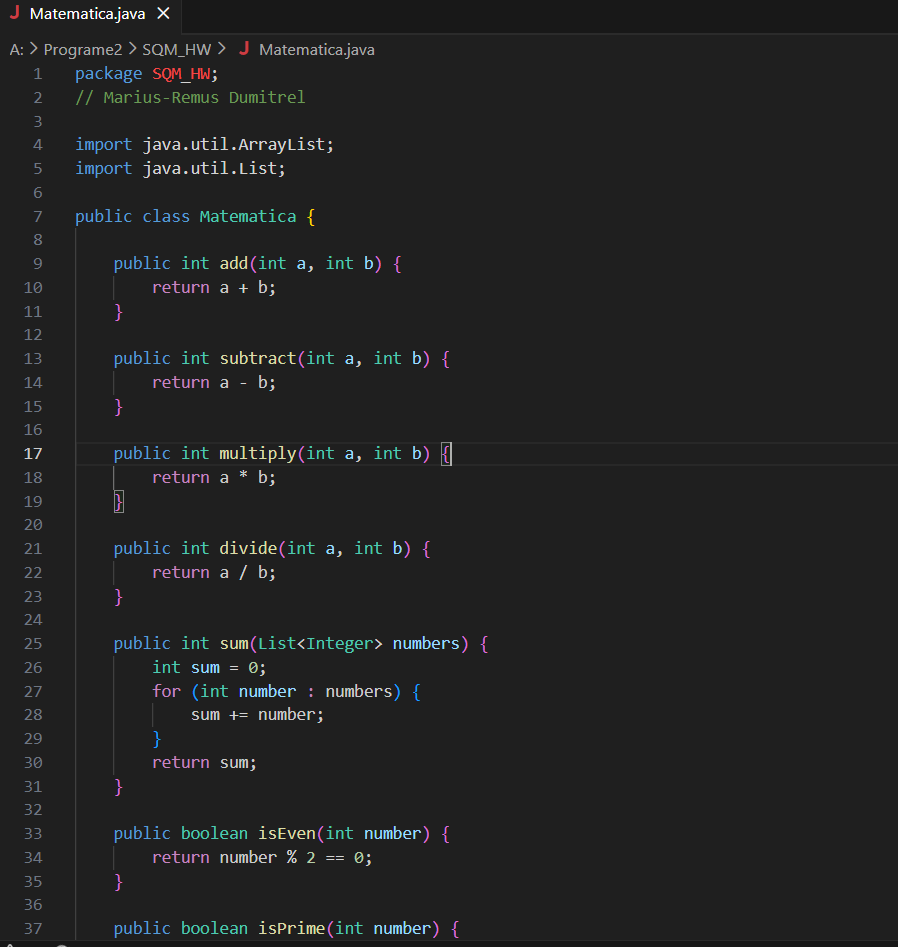 J Matematica.java ×
A: > Programe2 > SQM_HW > J Matematica.java
1 package SQM_HW;
2 // Marius-Remus Dumitrel
3
4 import java.util.ArrayList;
5 import java.util.List;
6
7 public class Matematica {
8
9     public int add(int a, int b) {
10         return a + b;
11     }
12
13     public int subtract(int a, int b) {
14         return a - b;
15     }
16
17     public int multiply(int a, int b) {
18         return a * b;
19     }
20
21     public int divide(int a, int b) {
22         return a / b;
23     }
24
25     public int sum(List<Integer> numbers) {
26         int sum = 0;
27         for (int number : numbers) {
28             sum += number;
29         }
30         return sum;
31     }
32
33     public boolean isEven(int number) {
34         return number % 2 == 0;
35     }
36
37     public boolean isPrime(int number) {